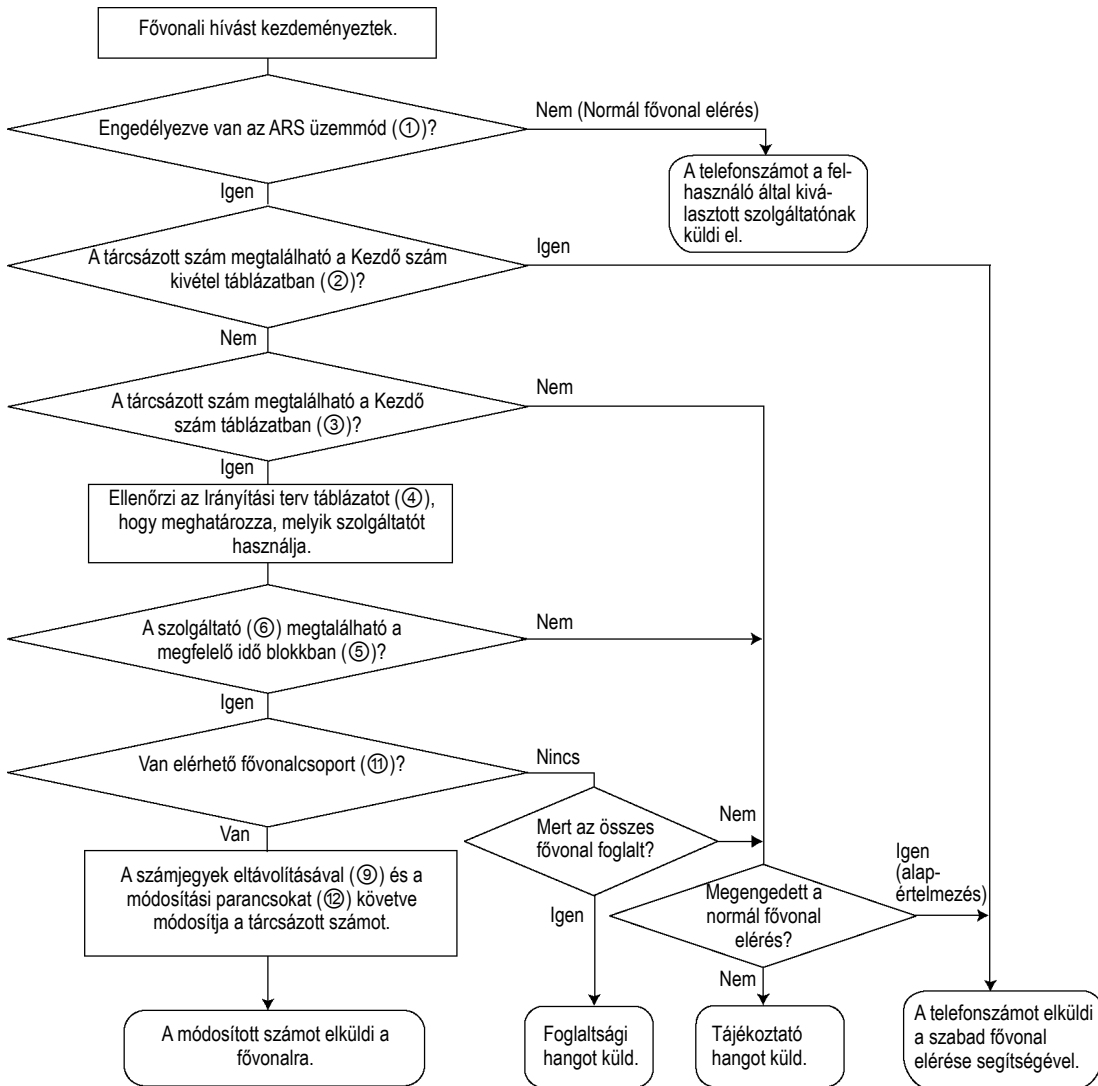 Fővonali hívást kezdeményeztek.
Engedélyezve van az ARS üzemmód (①)?
Nem (Normál fővonal elérés)
A telefonszámot a fel-
használó által kivá-
lasztott szolgáltatónak
küldi el.
Igen
A tárcsázott szám megtalálható a Kezdő szám
kivétel táblázatban (②)?
Igen
Nem
A tárcsázott szám megtalálható a Kezdő
szám táblázatban (③)?
Nem
Igen
Ellenőrzi az Irányítási terv táblázatot (④),
hogy meghatározza, melyik szolgáltatót
használja.
A szolgáltató (⑥) megtalálható a
megfelelő idő blokkban (⑤)?
Nem
Igen
Van elérhető fővonalcsoport (⑪)?
Nincs
Van
Mert az összes
fővonal foglalt?
Nem
Igen
A számjegyek eltávolításával (⑨) és a
módosítási parancsokat (⑫) követve
módosítja a tárcsázott számot.
Megengedett a
normál fővonal
elérés?
Igen
(alap-
értelmezés)
Nem
A módosított számot elküldi a
fővonalra.
Foglaltsági
hangot küld.
Tájékoztató
hangot küld.
A telefonszámot elküldi
a szabad fővonal
elérése segítségével.